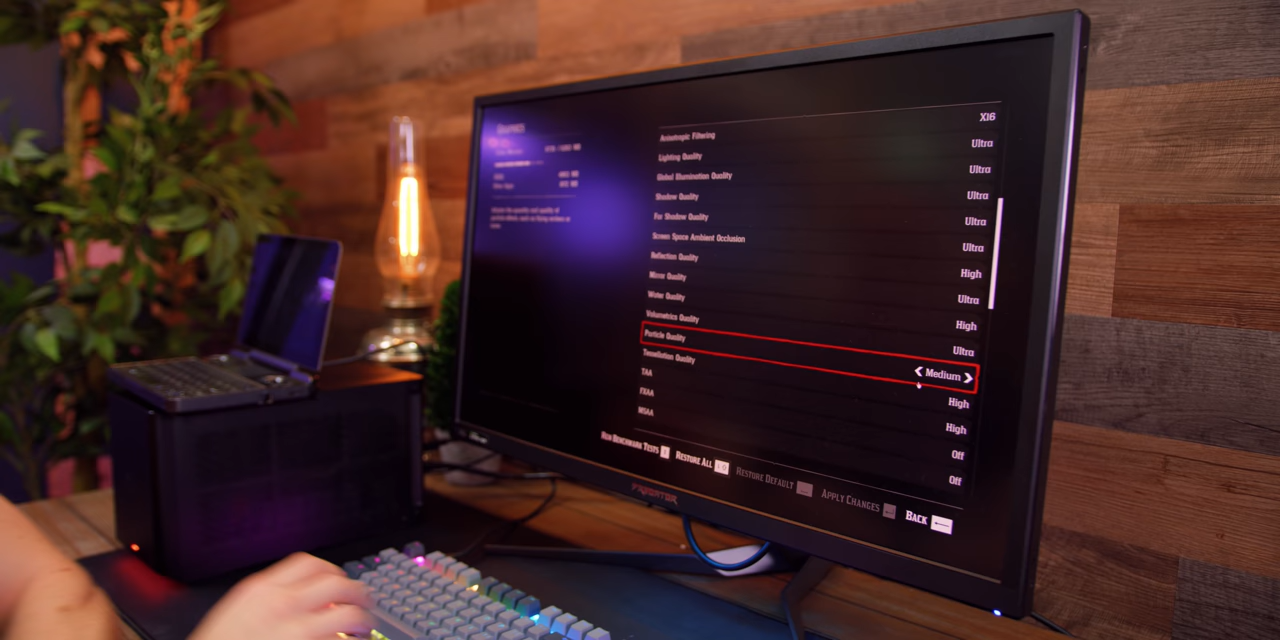 Graphics
Anisotropic Filtering X16
Lighting Quality Ultra
Global Illumination Quality Ultra
Shadow Quality Ultra
Far Shadow Quality Ultra
Screen Space Ambient Occlusion Ultra
Reflection Quality High
Mirror Quality Ultra
Water Quality High
Volumetrics Quality Ultra
Particle Quality Medium
Tessellation Quality High
TAA High
FXAA Off
MSAA Off
Run Benchmark Tests Restore All Restore Default Apply Changes Back
PREDATOR